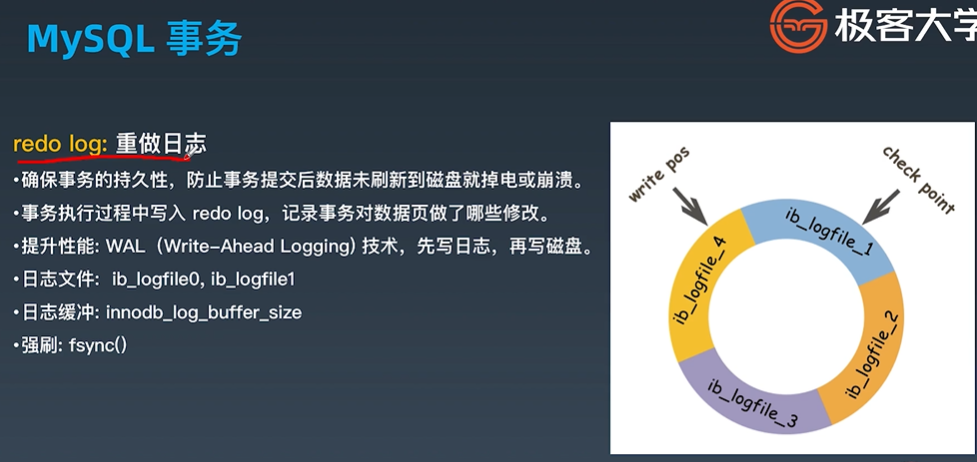 MySQL 事务
极客大学
redo log: 重做日志
•确保事务的持久性，防止事务提交后数据未刷新到磁盘就掉电或崩溃。
•事务执行过程中写入 redo log，记录事务对数据页做了哪些修改。
•提升性能: WAL（Write-Ahead Logging) 技术，先写日志，再写磁盘。
•日志文件: ib_logfile0, ib_logfile1
•日志缓冲: innodb_log_buffer_size
•强刷: fsync()
write pos
check point
ib_logfile_1
ib_logfile_4
ib_logfile_2
ib_logfile_3